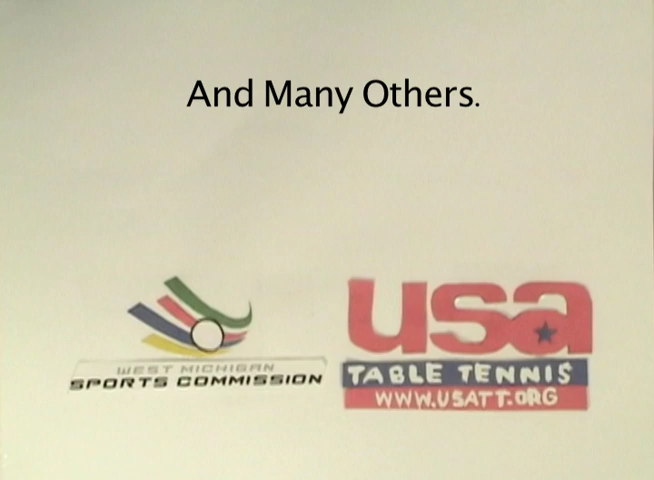 And Many Others.
WEST MICHIGAN
SPORTS COMMISSION
usa
TABLE TENNIS
WWW.USATT.ORG